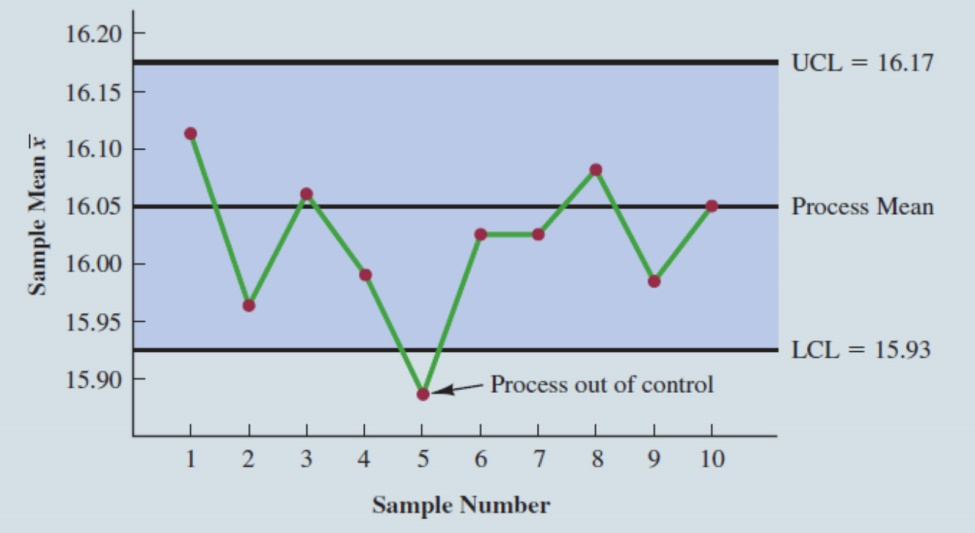 16.20
UCL = 16.17
16.15
16.10
16.05
Process Mean
16.00
15.95
LCL = 15.93
15.90
Process out of control
Sample Mean x̄
1 2 3 4 5 6 7 8 9 10
Sample Number